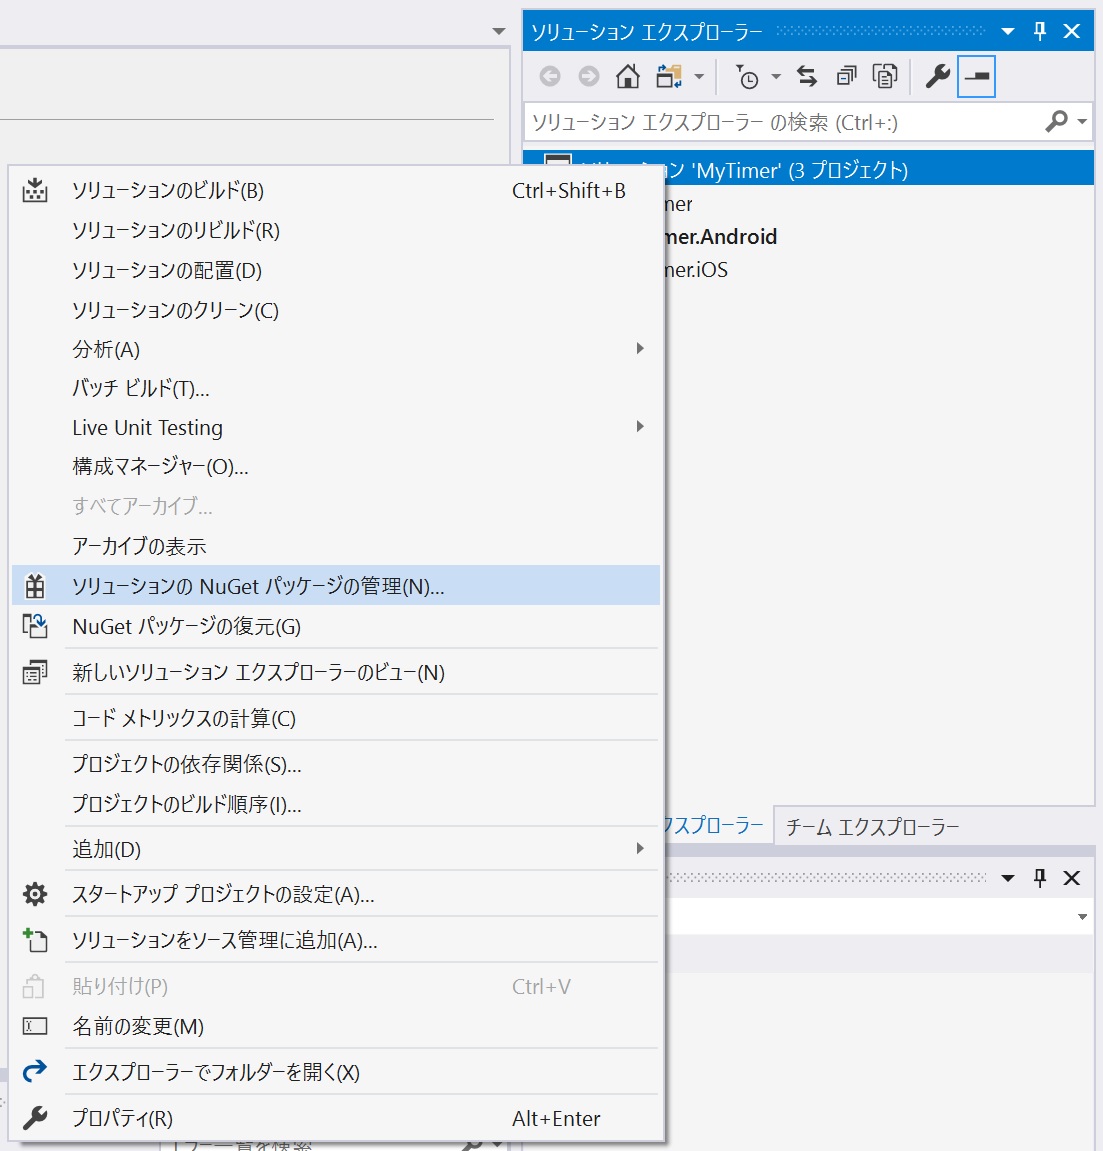 ソリューション エクスプローラー
ソリューション エクスプローラー の検索 (Ctrl+:)
ン 'MyTimer' (3 プロジェクト)
mer
mer.Android
mer.iOS
ソリューションのビルド(B) Ctrl+Shift+B
ソリューションのリビルド(R)
ソリューションの配置(D)
ソリューションのクリーン(C)
分析(A)
バッチ ビルド(T)...
Live Unit Testing
構成マネージャー(O)...
すべてアーカイブ...
アーカイブの表示
ソリューションの NuGet パッケージの管理(N)...
NuGet パッケージの復元(G)
新しいソリューション エクスプローラーのビュー(N)
コード メトリックスの計算(C)
プロジェクトの依存関係(S)...
プロジェクトのビルド順序(I)...
追加(D)
スタートアップ プロジェクトの設定(A)...
ソリューションをソース管理に追加(A)...
貼り付け(P) Ctrl+V
名前の変更(M)
エクスプローラーでフォルダーを開く(X)
プロパティ(R) Alt+Enter
クスプローラー
チーム エクスプローラー
ラー一覧を検索